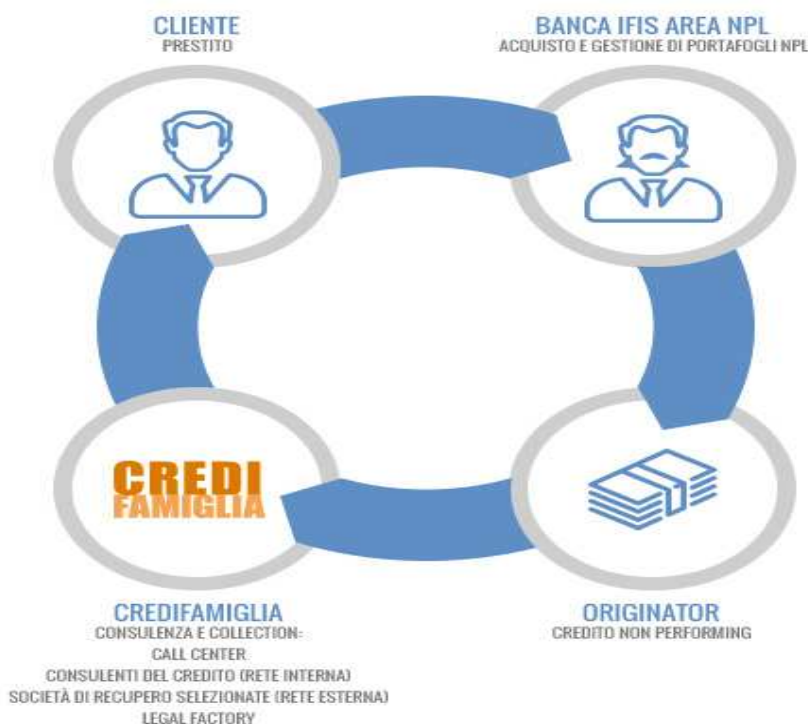 CLIENTE
PRESTITO
BANCA IFIS AREA NPL
ACQUISTO E GESTIONE DI PORTAFOGLI NPL
CREDI
FAMIGLIA
CREDIFAMIGLIA
CONSULENZA E COLLECTION:
CALL CENTER
CONSULENTI DEL CREDITO (RETE INTERNA)
SOCIETÀ DI RECUPERO SELEZIONATE (RETE ESTERNA)
LEGAL FACTORY
ORIGINATOR
CREDITO NON PERFORMING